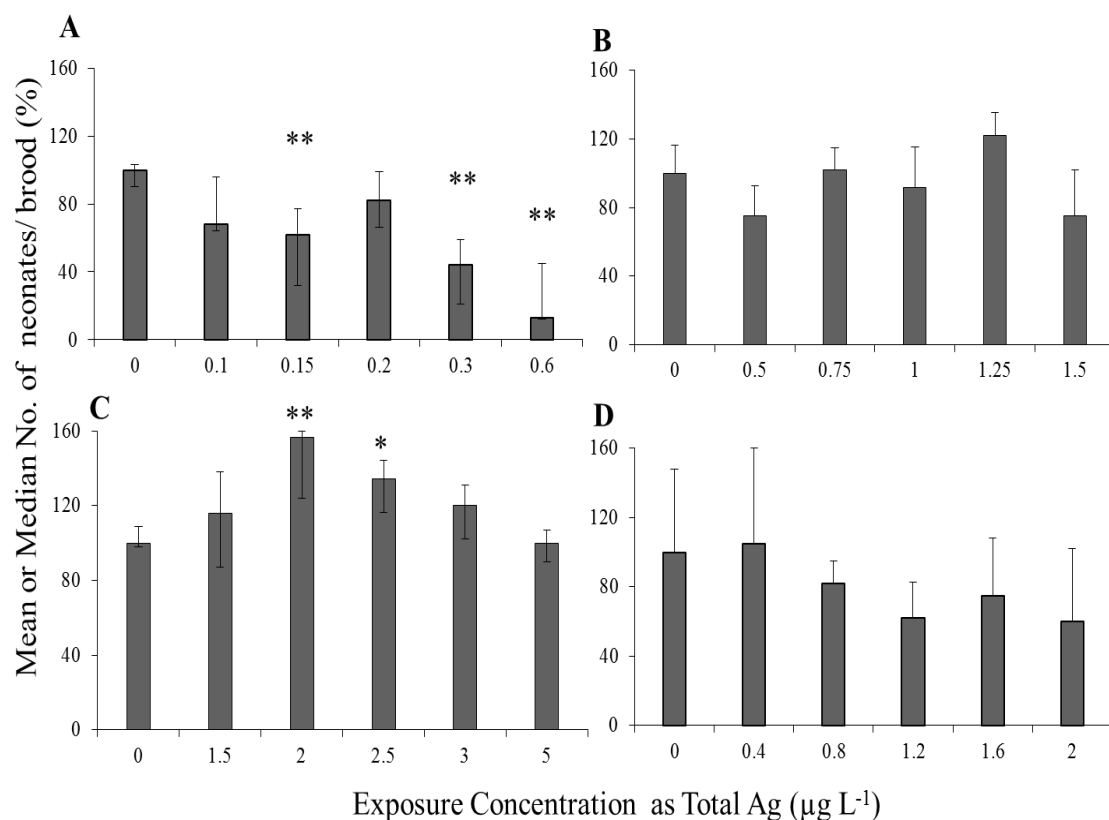 Mean or Median No. of neonates/ brood (%)
A
160
120
80
40
0
**
**
**
0 0.1 0.15 0.2 0.3 0.6
B
160
120
80
40
0
0 0.5 0.75 1 1.25 1.5
C
160
120
80
40
0
**
*
0 1.5 2 2.5 3 5
D
160
120
80
40
0
0 0.4 0.8 1.2 1.6 2
Exposure Concentration as Total Ag (µg L⁻¹)